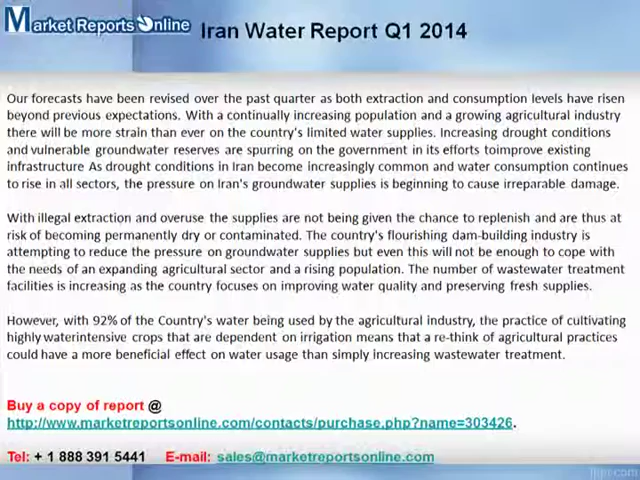 Market Reports Online
Iran Water Report Q1 2014
Our forecasts have been revised over the past quarter as both extraction and consumption levels have risen
beyond previous expectations. With a continually increasing population and a growing agricultural industry
there will be more strain than ever on the country's limited water supplies. Increasing drought conditions
and vulnerable groundwater reserves are spurring on the government in its efforts toimprove existing
infrastructure As drought conditions in Iran become increasingly common and water consumption continues
to rise in all sectors, the pressure on Iran's groundwater supplies is beginning to cause irreparable damage.
With illegal extraction and overuse the supplies are not being given the chance to replenish and are thus at
risk of becoming permanently dry or contaminated. The country's flourishing dam-building industry is
attempting to reduce the pressure on groundwater supplies but even this will not be enough to cope with
the needs of an expanding agricultural sector and a rising population. The number of wastewater treatment
facilities is increasing as the country focuses on improving water quality and preserving fresh supplies.
However, with 92% of the Country's water being used by the agricultural industry, the practice of cultivating
highly waterintensive crops that are dependent on irrigation means that a re-think of agricultural practices
could have a more beneficial effect on water usage than simply increasing wastewater treatment.
Buy a copy of report @
http://www.marketreportsonline.com/contacts/purchase.php?name=303426.
Tel: + 1 888 391 5441 E-mail: sales@marketreportsonline.com